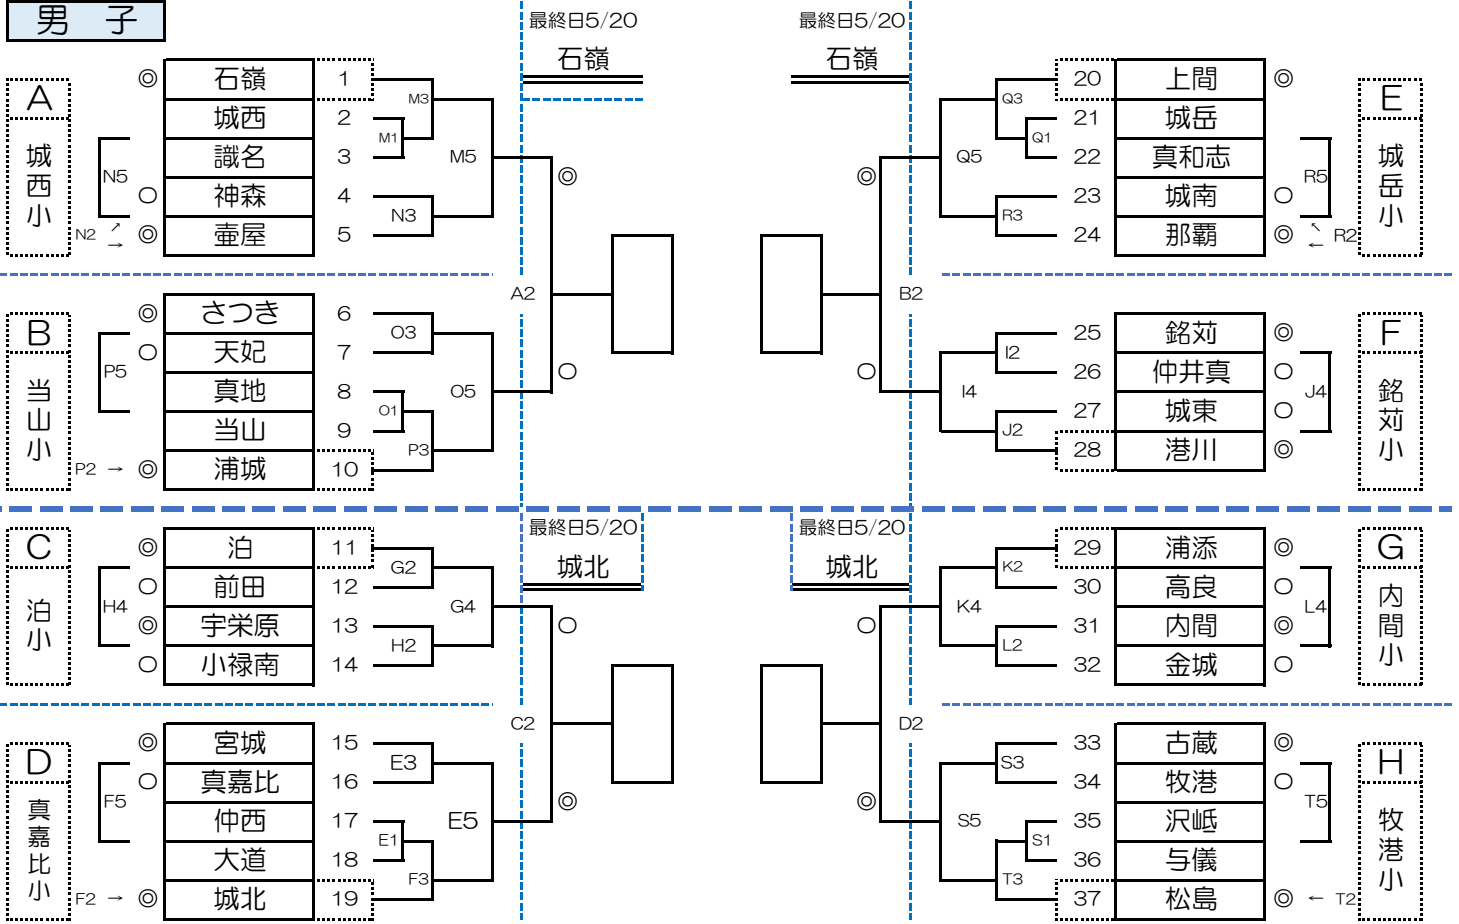 男 子
最終日5/20
石嶺
最終日5/20
石嶺
A
城西小
N5
N2 ↗ →
◎ 石嶺 1
城西 2
識名 3
○ 神森 4
◎ 壷屋 5
M3
M1
M5
N3
B
当山小
P5
P2 →
◎ さつき 6
○ 天妃 7
真地 8
当山 9
◎ 浦城 10
O3
O1
O5
P3
◎
A2
○
C
泊小
H4
◎ 泊 11
○ 前田 12
◎ 宇栄原 13
○ 小禄南 14
G2
G4
H2
最終日5/20
城北
D
真嘉比小
F5
F2 →
◎ 宮城 15
○ 真嘉比 16
仲西 17
大道 18
◎ 城北 19
E3
E1
E5
F3
○
C2
◎
E
城岳小
R5
↖ ← R2
20 上間 ◎
21 城岳
22 真和志
23 城南 ○
24 那覇 ◎
Q3
Q1
Q5
R3
F
銘苅小
J4
25 銘苅 ◎
26 仲井真 ○
27 城東 ○
28 港川 ◎
I2
I4
J2
◎
B2
○
最終日5/20
城北
G
内間小
L4
29 浦添 ◎
30 高良 ○
31 内間 ◎
32 金城 ○
K2
K4
L2
H
牧港小
T5
← T2
33 古蔵 ◎
34 牧港 ○
35 沢岻
36 与儀
37 松島 ◎
S3
S1
S5
T3
○
D2
◎